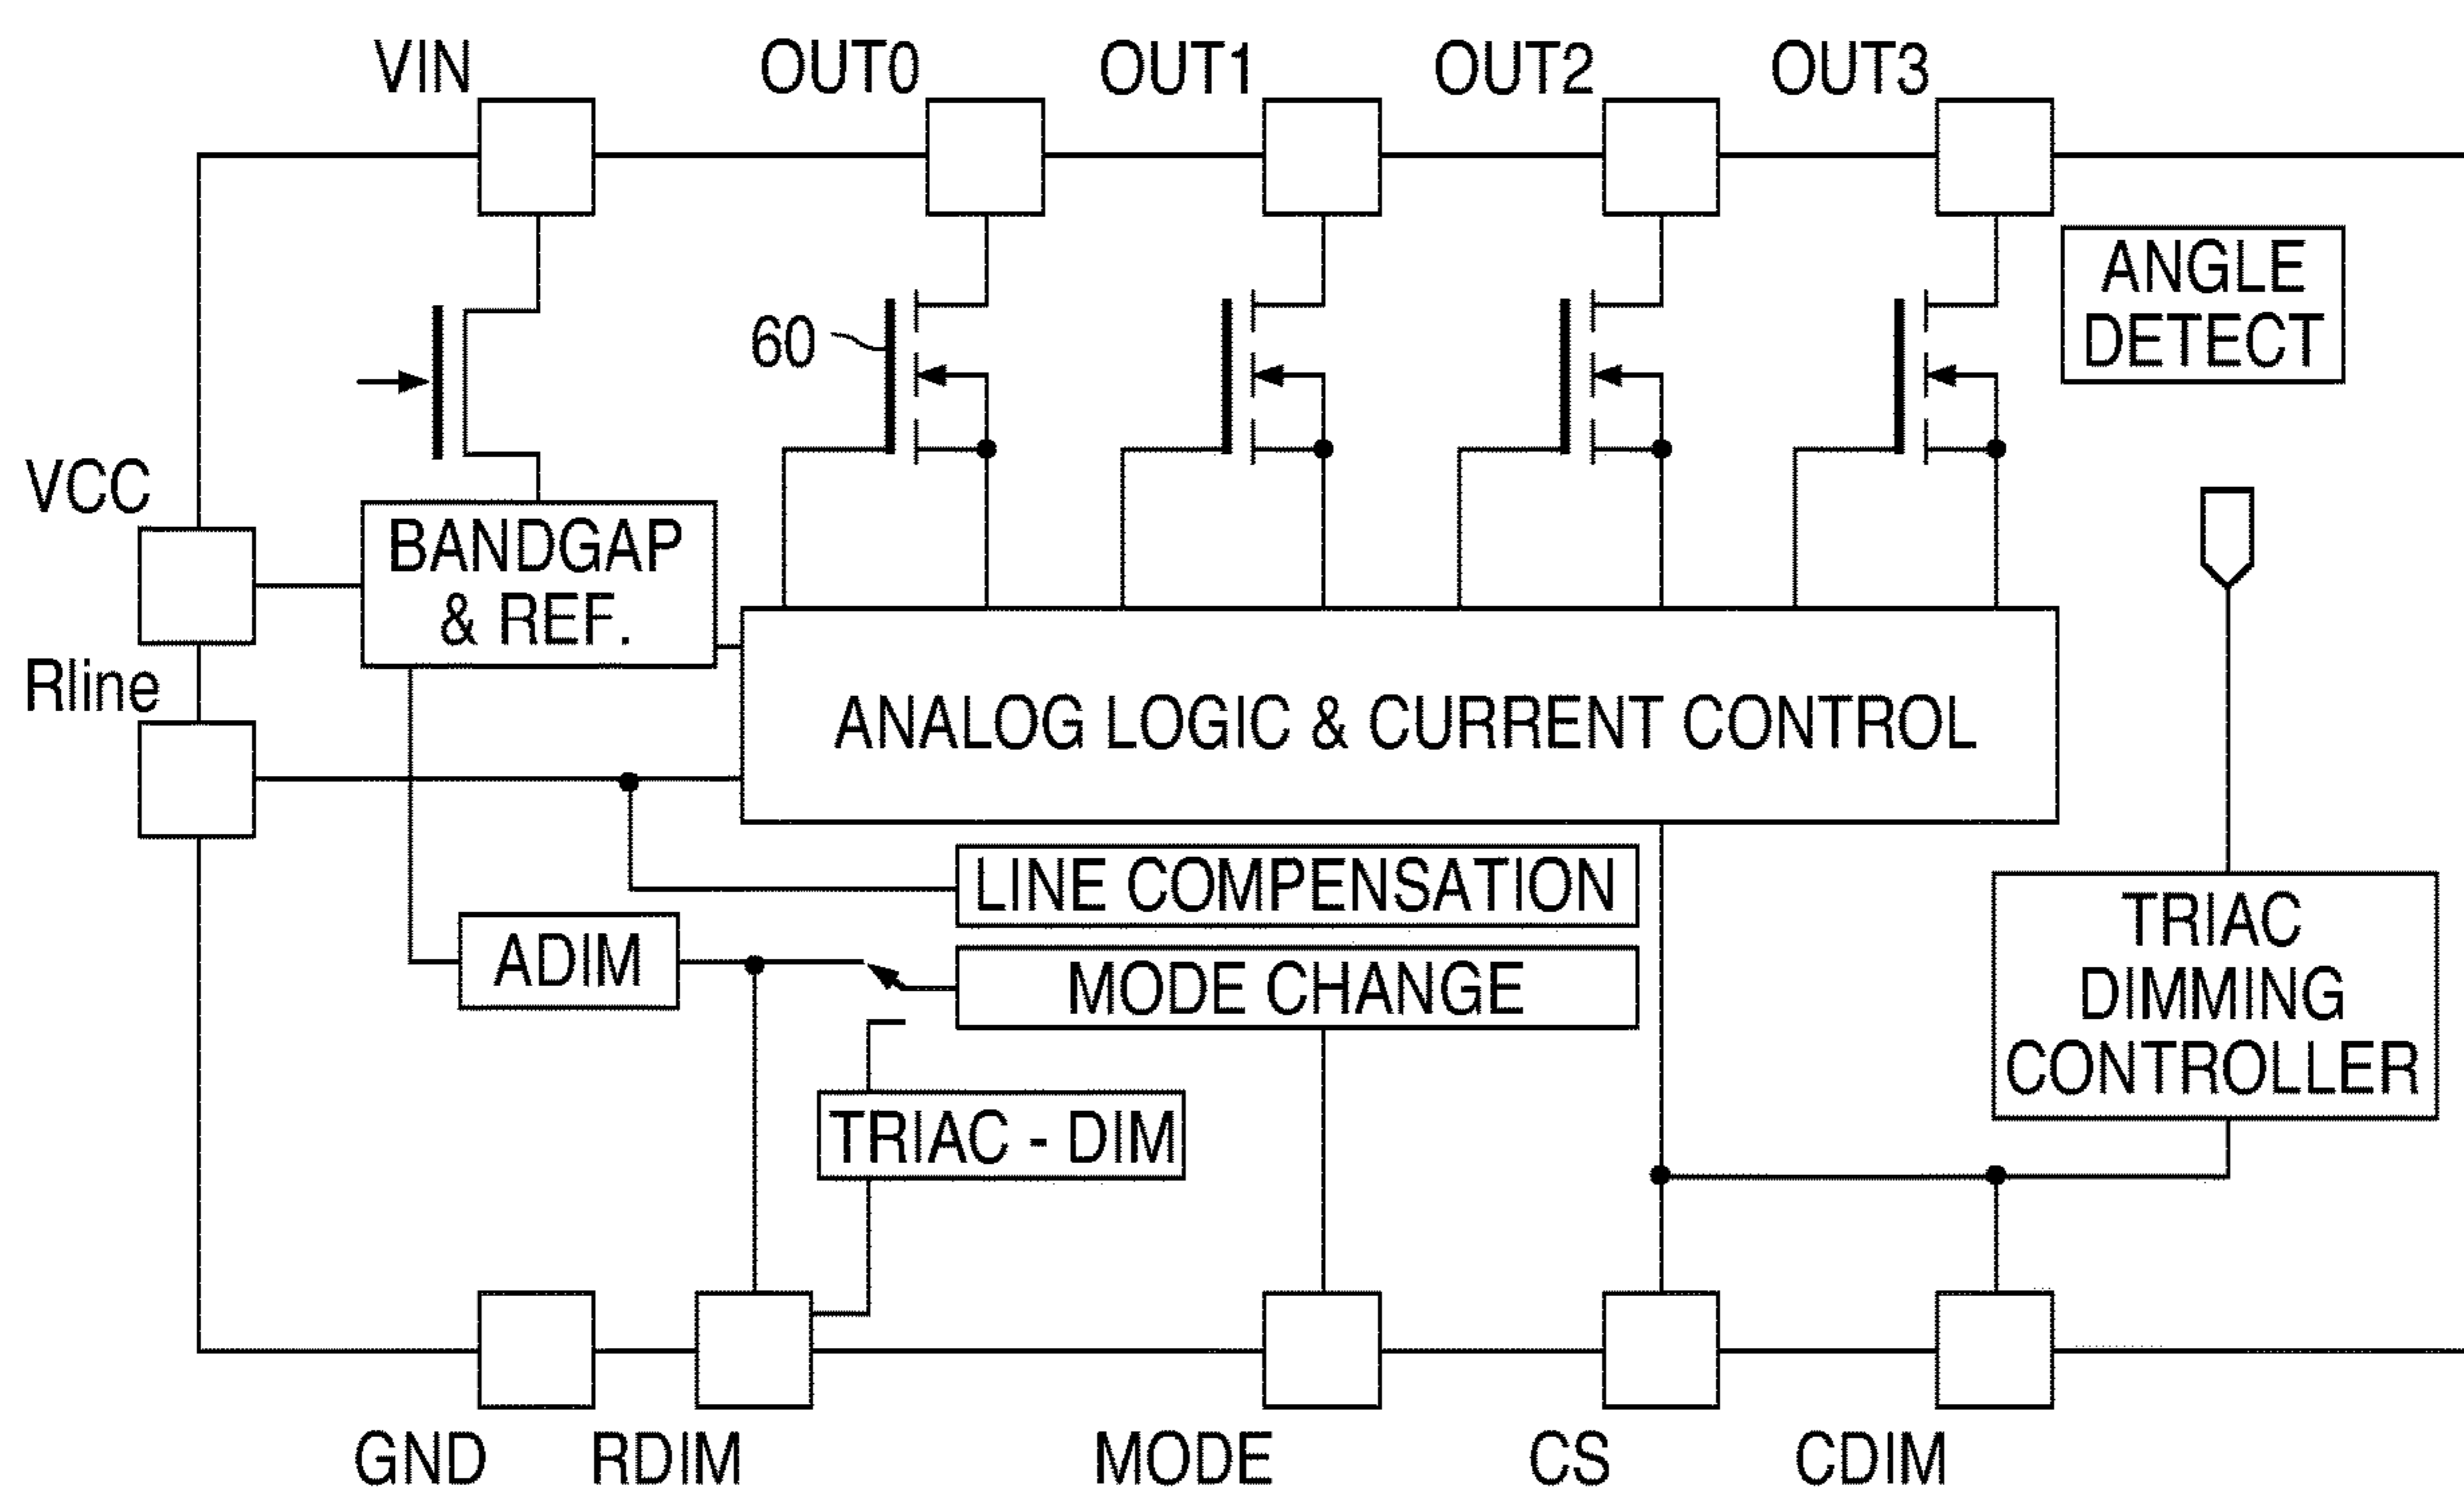 VIN
OUT0
OUT1
OUT2
OUT3
ANGLE
DETECT
60
VCC
BANDGAP
& REF.
Rline
ANALOG LOGIC & CURRENT CONTROL
LINE COMPENSATION
TRIAC
DIMMING
CONTROLLER
ADIM
MODE CHANGE
TRIAC - DIM
GND
RDIM
MODE
CS
CDIM